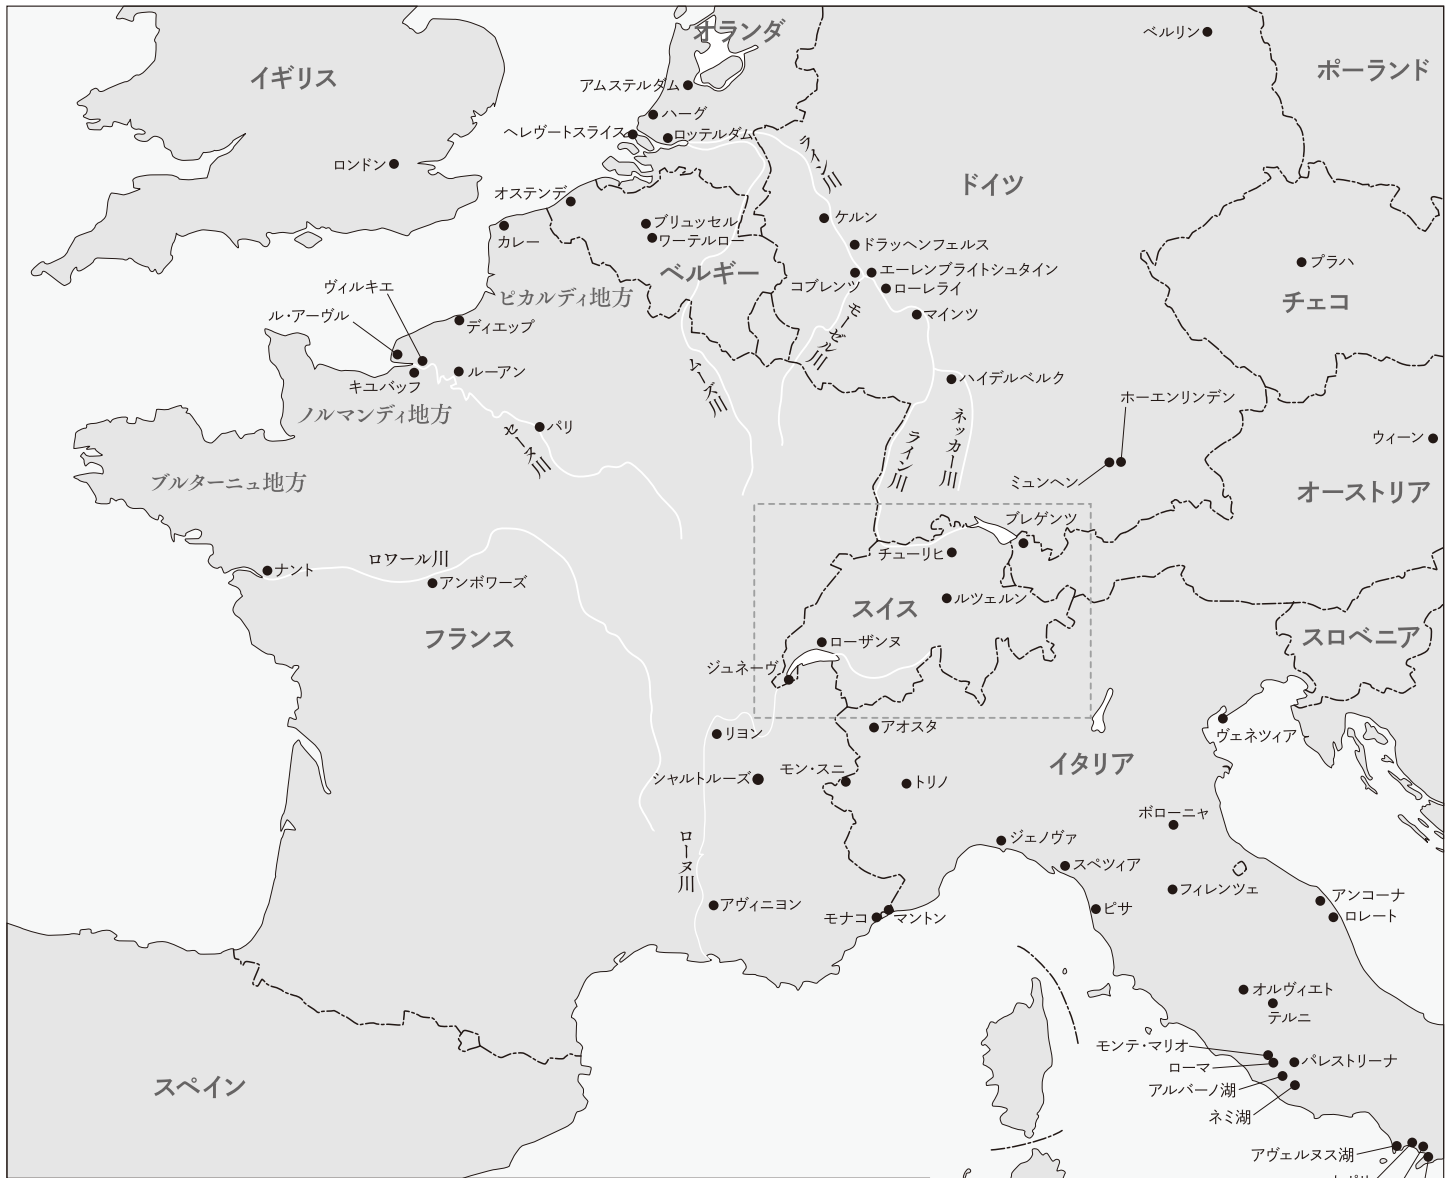 オランダ
ベルリン
イギリス
ポーランド
アムステルダム
ハーグ
ヘレヴートスライス
ロッテルダム
ロンドン
ライン川
ドイツ
オステンデ
ブリュッセル
ケルン
カレー
ワーテルロー
ドラッヘンフェルス
プラハ
ベルギー
エーレンブライトシュタイン
コブレンツ
ローレライ
ヴィルキエ
ピカルディ地方
チェコ
ル・アーヴル
マインツ
ディエップ
モーゼル川
ルーアン
ムーズ川
キユバッフ
ハイデルベルク
ホーエンリンデン
ノルマンディ地方
パリ
セーヌ川
ネッカー川
ウィーン
ライン川
ブルターニュ地方
ミュンヘン
オーストリア
ブレゲンツ
ロワール川
チューリヒ
ナント
アンボワーズ
ルツェルン
スイス
フランス
スロベニア
ローザンヌ
ジュネーヴ
アオスタ
リヨン
ヴェネツィア
イタリア
モン・スニ
シャルトルーズ
トリノ
ボローニャ
ジェノヴァ
ローヌ川
スペツィア
フィレンツェ
アンコーナ
アヴィニヨン
モナコ
マントン
ピサ
ロレート
オルヴィエト
テルニ
モンテ・マリオ
ローマ
パレストリーナ
スペイン
アルバーノ湖
ネミ湖
アヴェルヌス湖